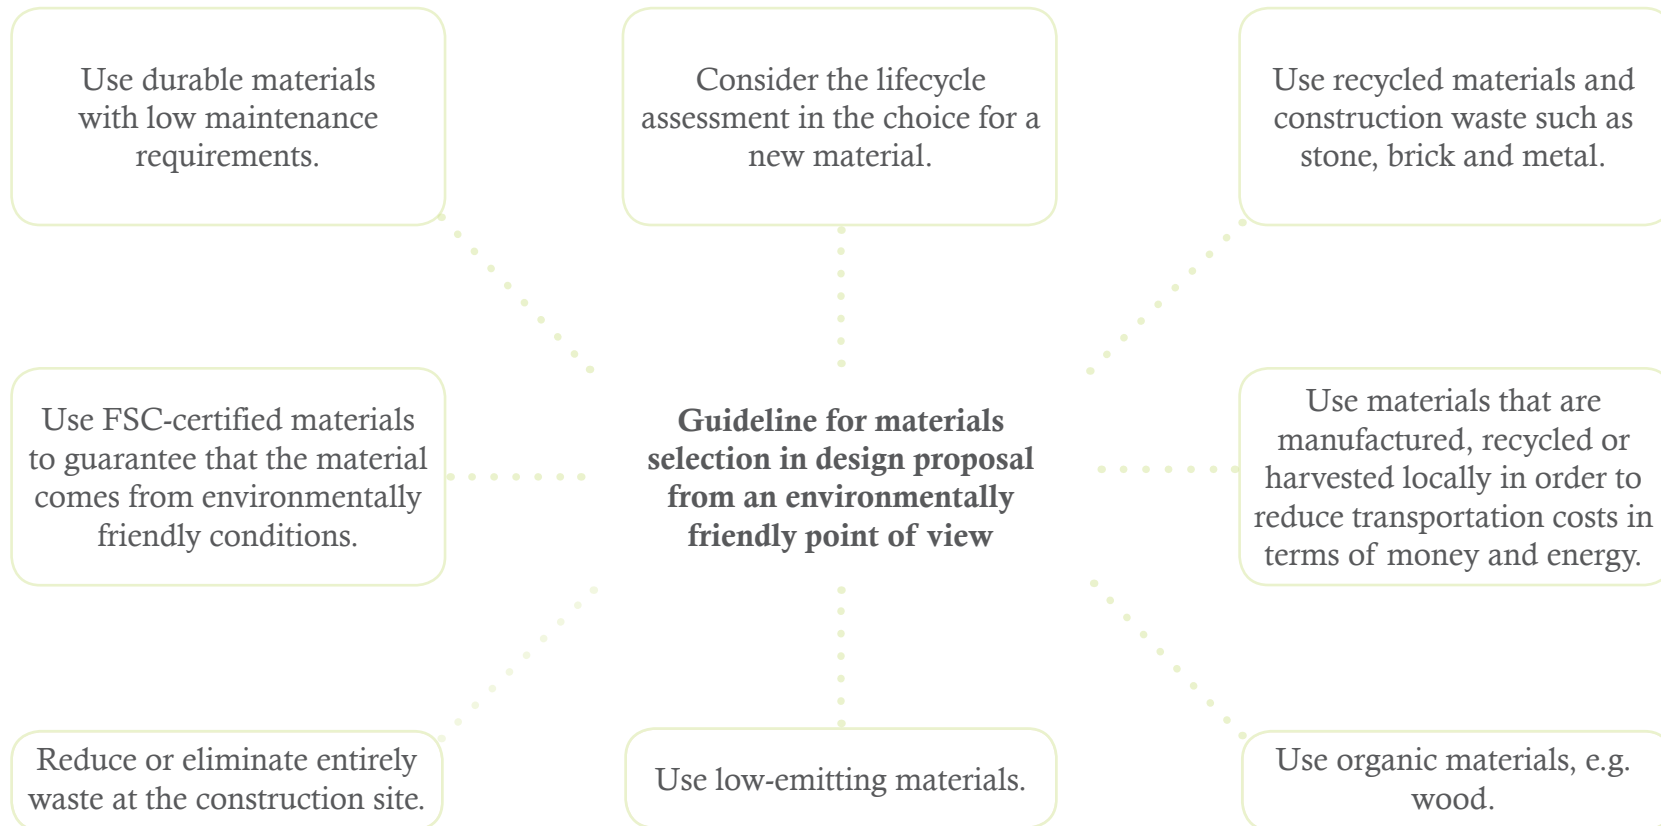 Use durable materials
with low maintenance
requirements.
Consider the lifecycle
assessment in the choice for a
new material.
Use recycled materials and
construction waste such as
stone, brick and metal.
Use FSC-certified materials
to guarantee that the material
comes from environmentally
friendly conditions.
Guideline for materials
selection in design proposal
from an environmentally
friendly point of view
Use materials that are
manufactured, recycled or
harvested locally in order to
reduce transportation costs in
terms of money and energy.
Reduce or eliminate entirely
waste at the construction site.
Use low-emitting materials.
Use organic materials, e.g.
wood.